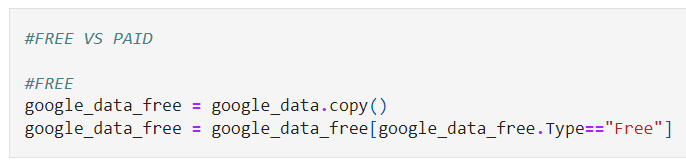 #FREE VS PAID
#FREE
google_data_free = google_data.copy()
google_data_free = google_data_free[google_data_free.Type=="Free"]